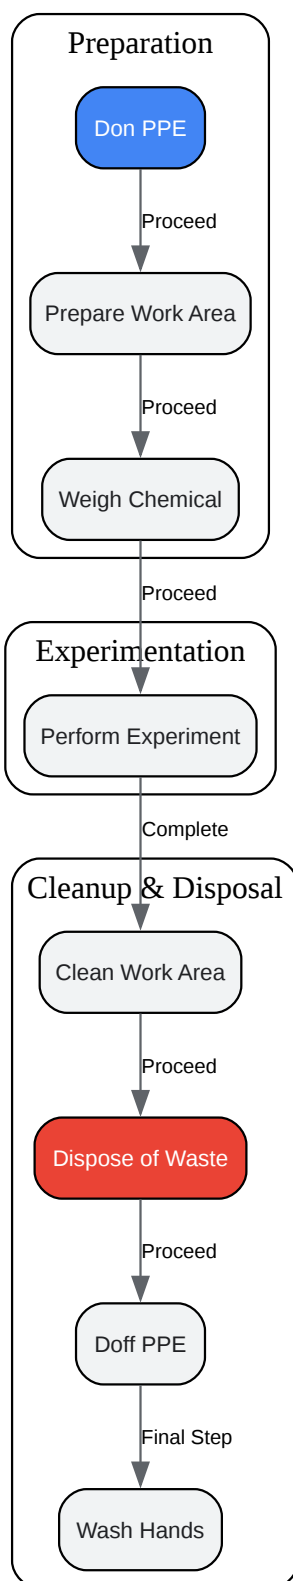 Preparation
Don PPE
Proceed
Prepare Work Area
Proceed
Weigh Chemical
Proceed
Experimentation
Perform Experiment
Complete
Cleanup & Disposal
Clean Work Area
Proceed
Dispose of Waste
Proceed
Doff PPE
Final Step
Wash Hands